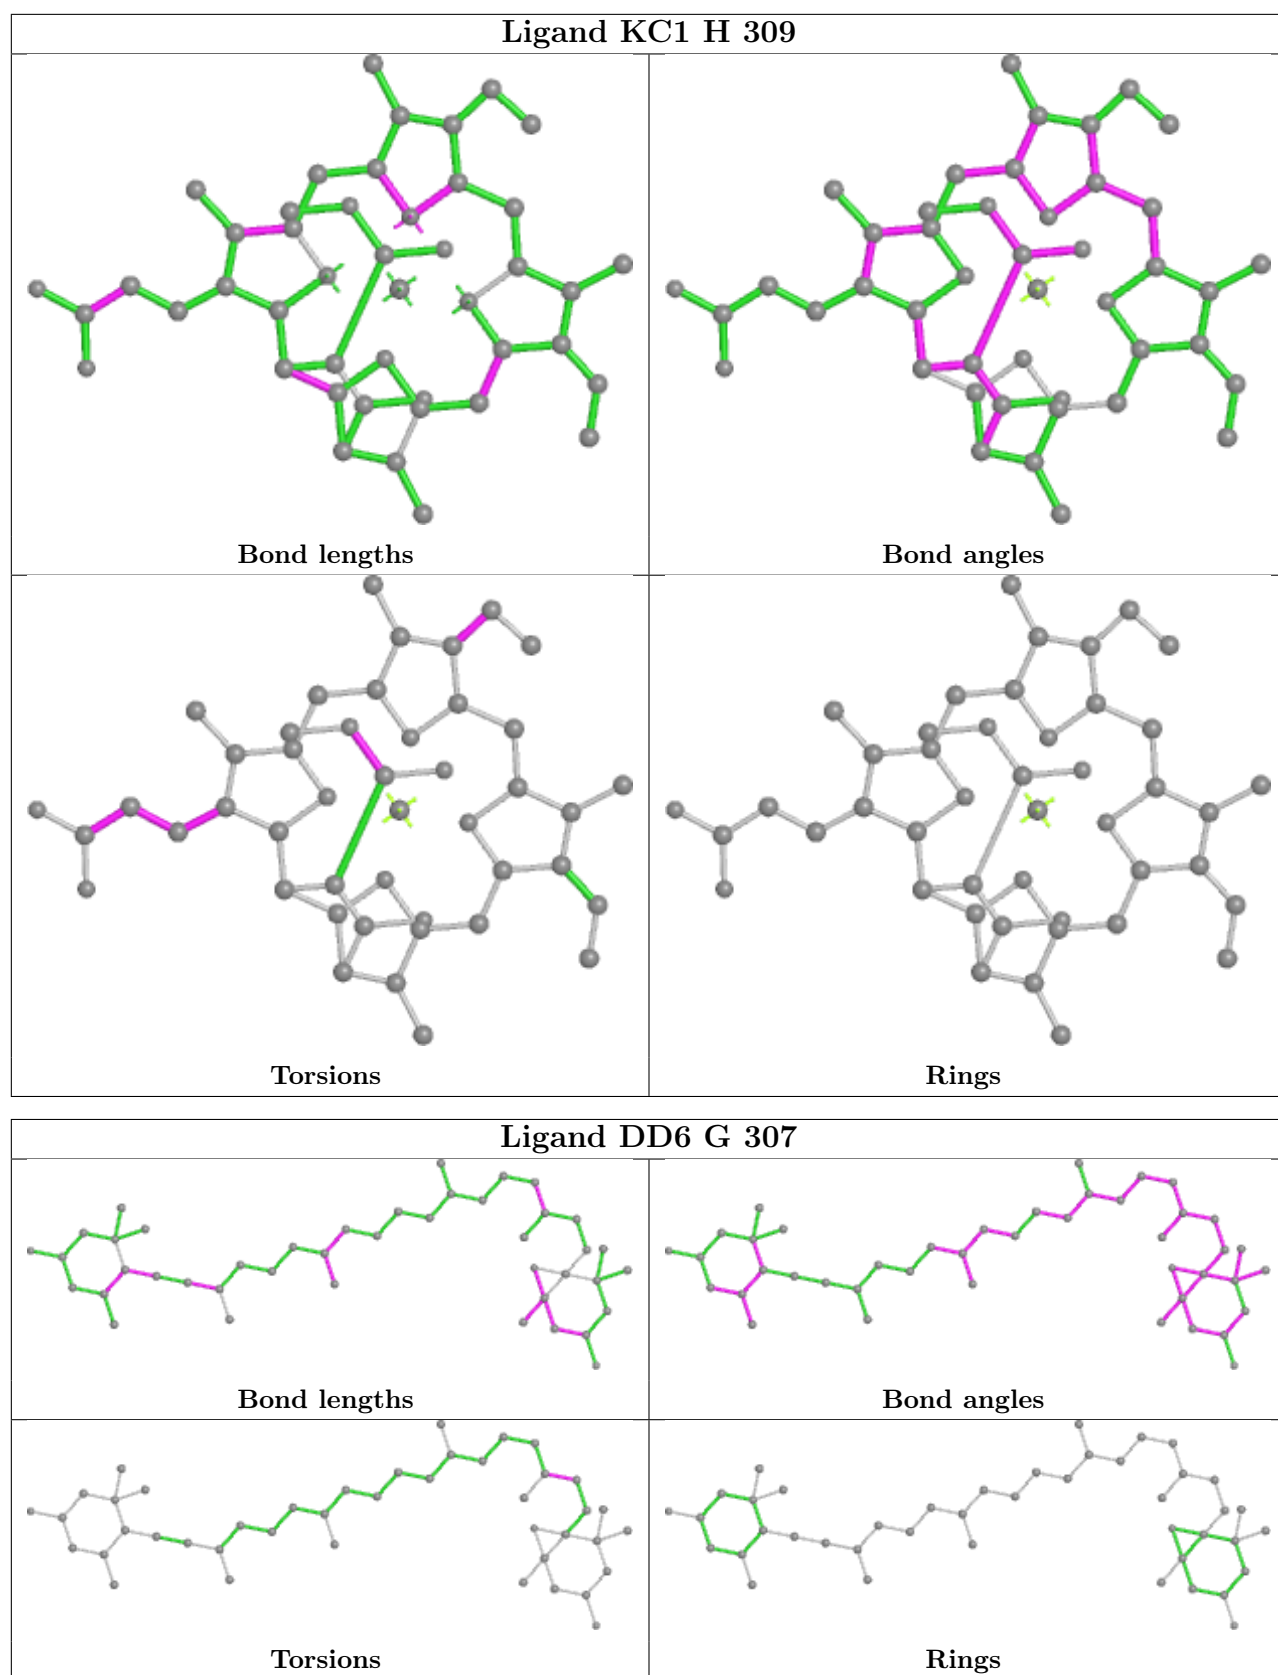 Ligand KC1 H 309
Bond lengths
Bond angles
Torsions
Rings
Ligand DD6 G 307
Bond lengths
Bond angles
Torsions
Rings